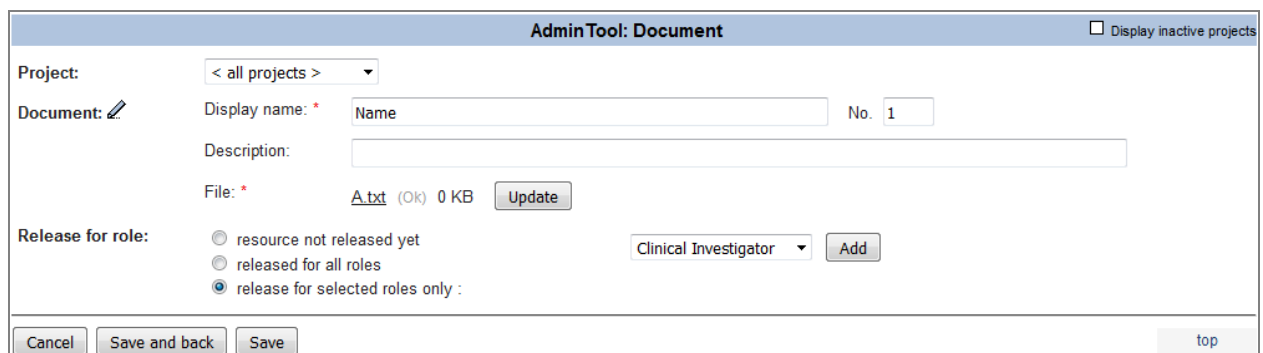 AdminTool: Document
Display inactive projects
Project: < all projects >
Document: Display name: * Name No. 1
Description:
File: * A.txt (Ok) 0 KB Update
Release for role: resource not released yet
Clinical Investigator Add
released for all roles
release for selected roles only :
Cancel Save and back Save top